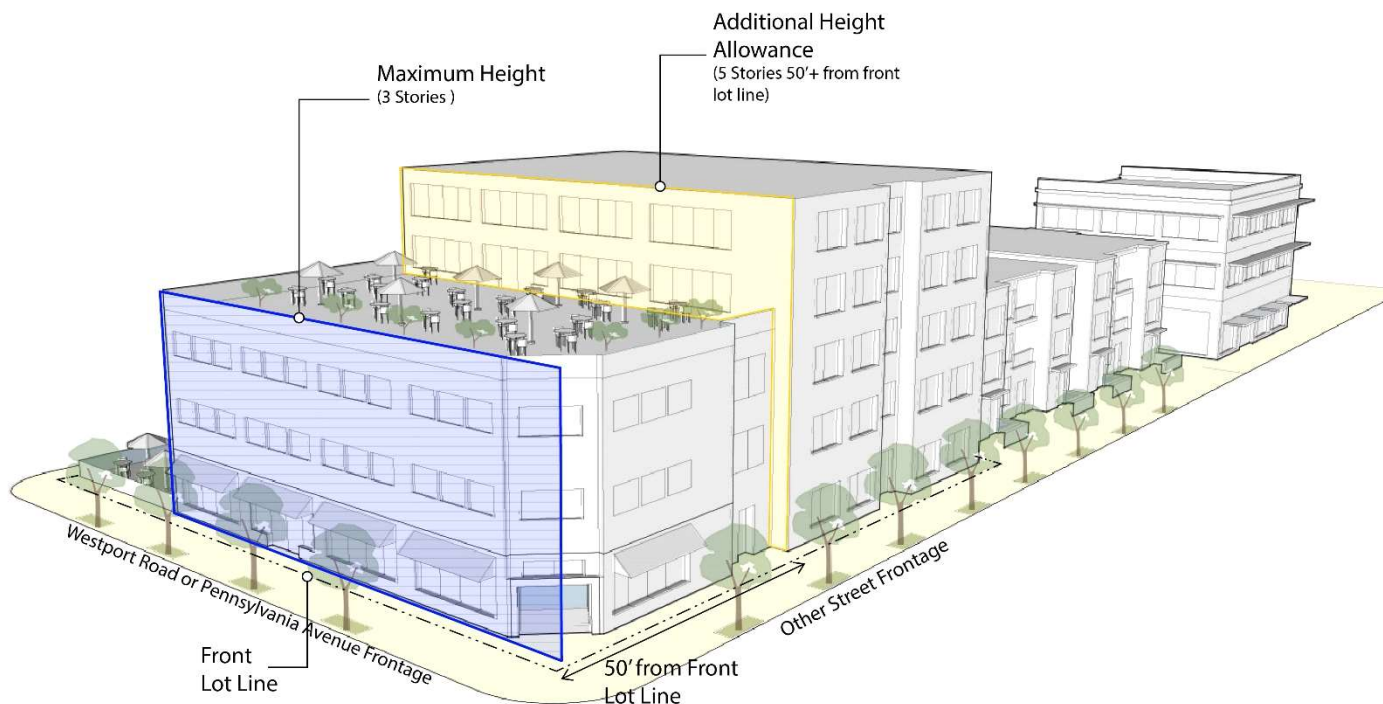 Additional Height
Allowance
(5 Stories 50'+ from front
lot line)
Maximum Height
(3 Stories )
Westport Road or Pennsylvania Avenue Frontage
Other Street Frontage
Front
Lot Line
50' from Front
Lot Line